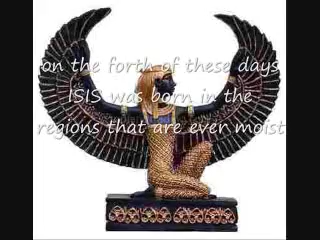 on the forth of these days
ISIS was born in the
regions that are ever moist